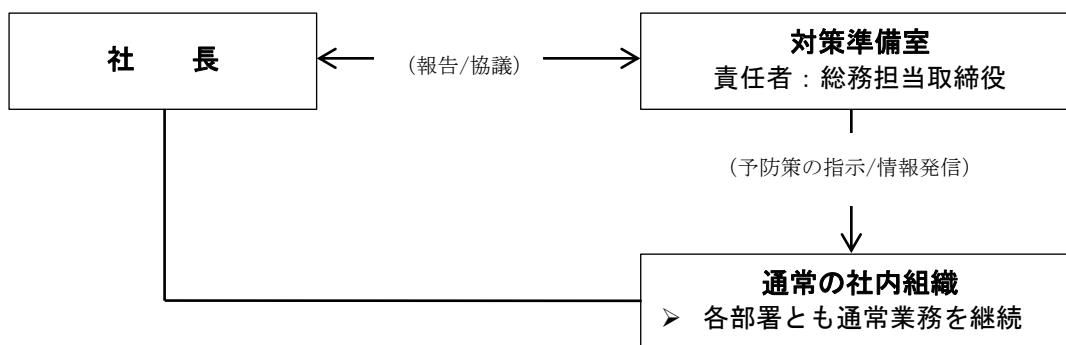 社　　長
(報告/協議)
対策準備室
責任者：総務担当取締役
(予防策の指示/情報発信)
通常の社内組織
➢ 各部署とも通常業務を継続